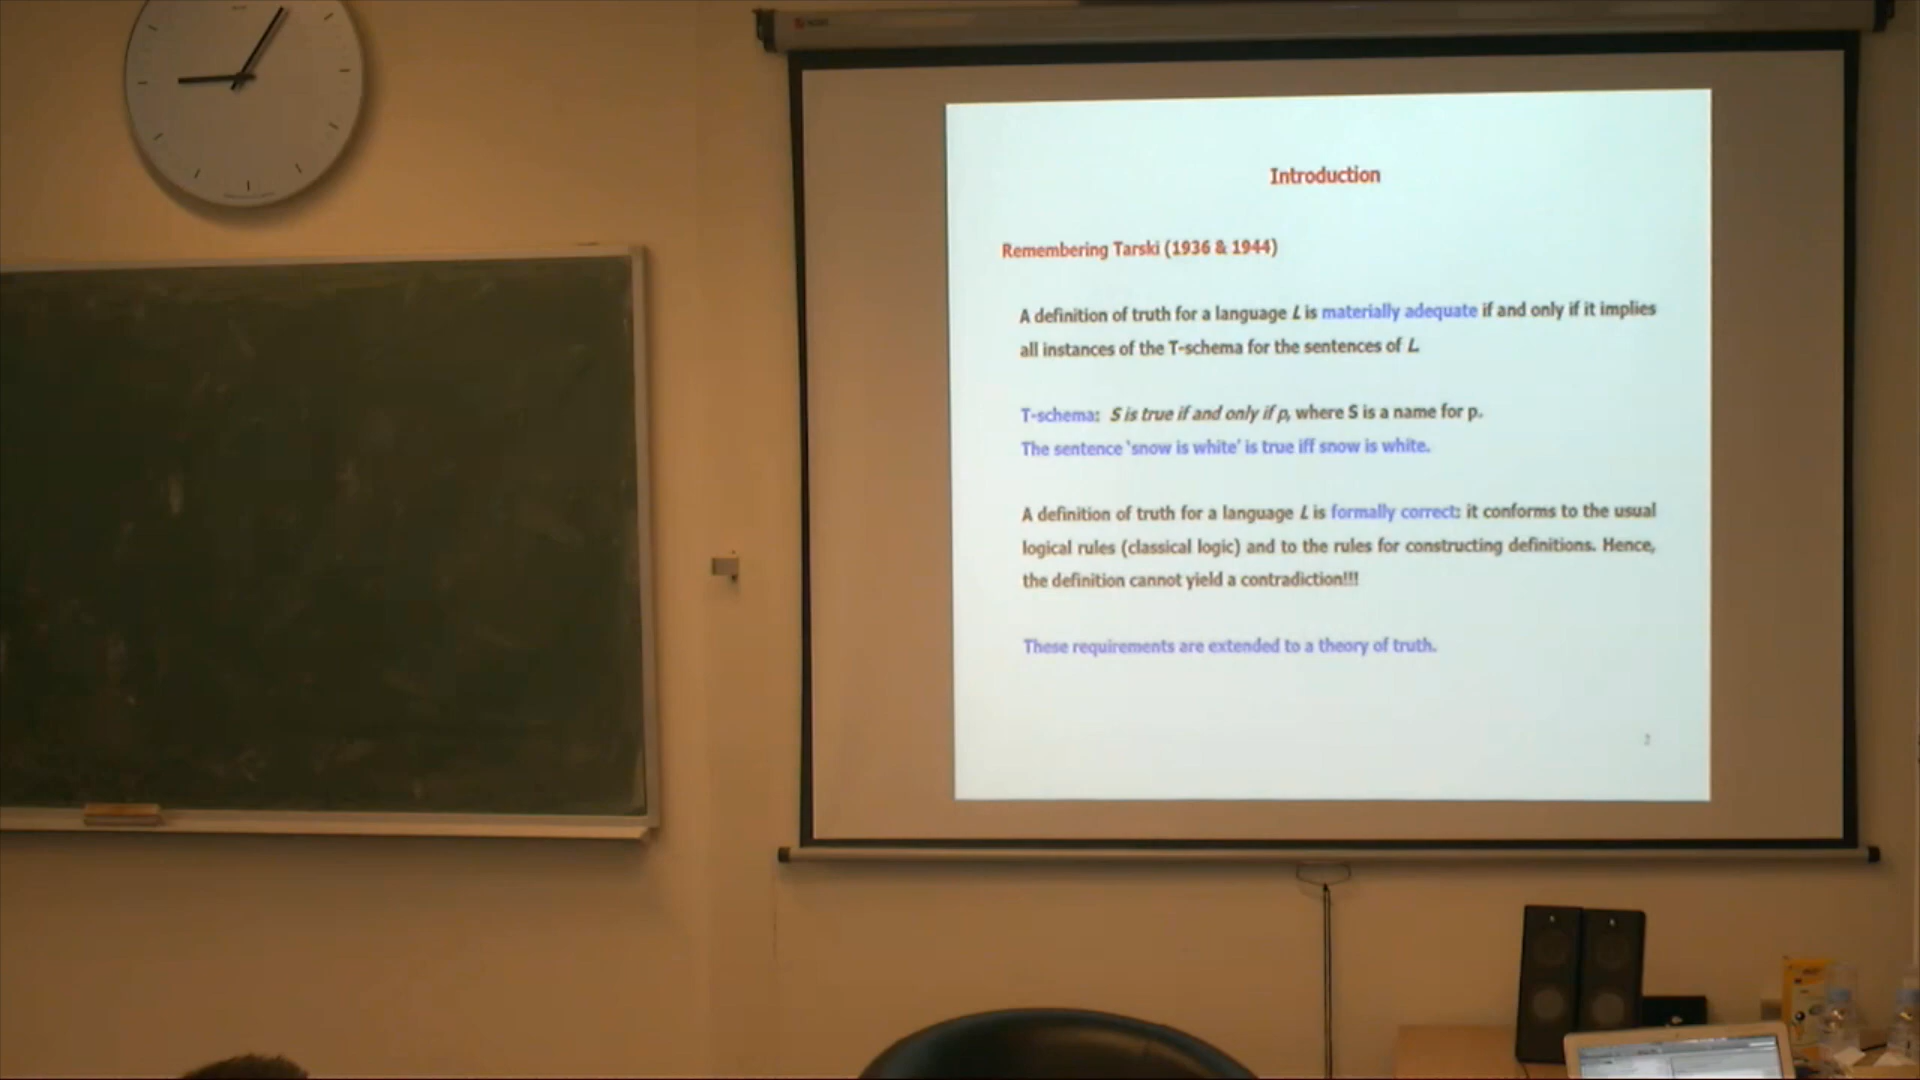 Introduction
Remembering Tarski (1936 & 1944)
A definition of truth for a language L is materially adequate if and only if it implies
all instances of the T-schema for the sentences of L.
T-schema: S is true if and only if p, where S is a name for p.
The sentence ‘snow is white’ is true iff snow is white.
A definition of truth for a language L is formally correct: it conforms to the usual
logical rules (classical logic) and to the rules for constructing definitions. Hence,
the definition cannot yield a contradiction!!!
These requirements are extended to a theory of truth.
2